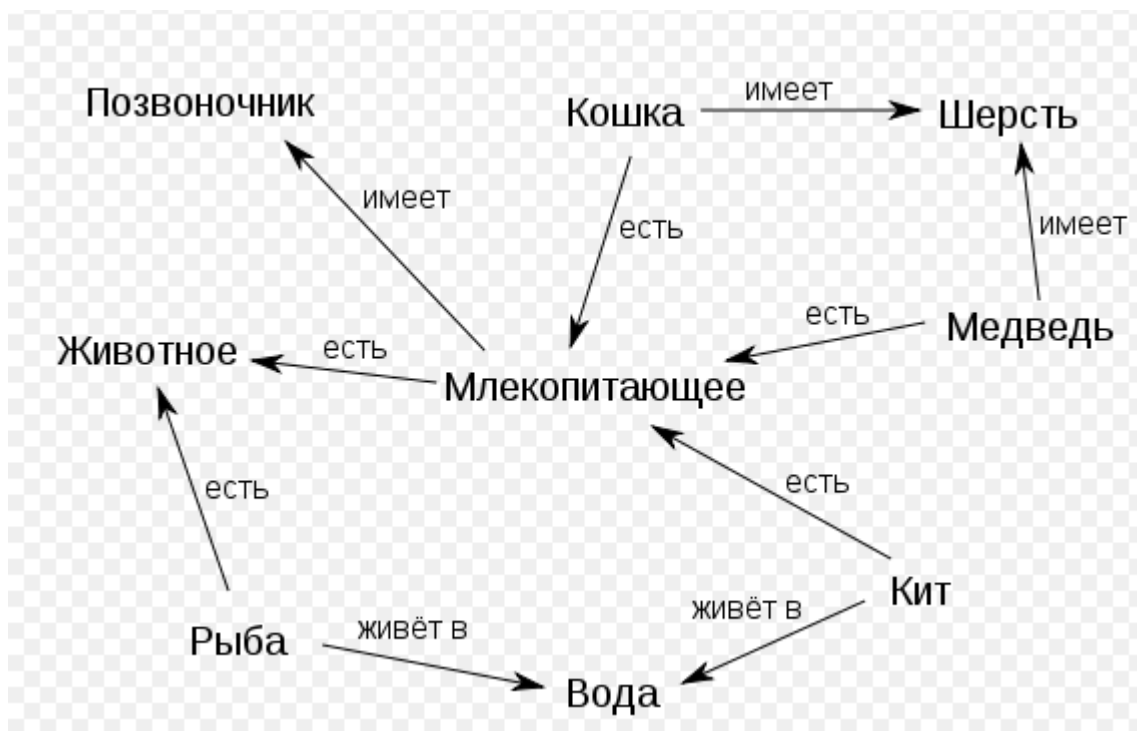 Позвоночник
Кошка
имеет
Шерсть
имеет
есть
имеет
есть
Медведь
Животное
есть
Млекопитающее
есть
есть
Кит
живёт в
Рыба
живёт в
Вода